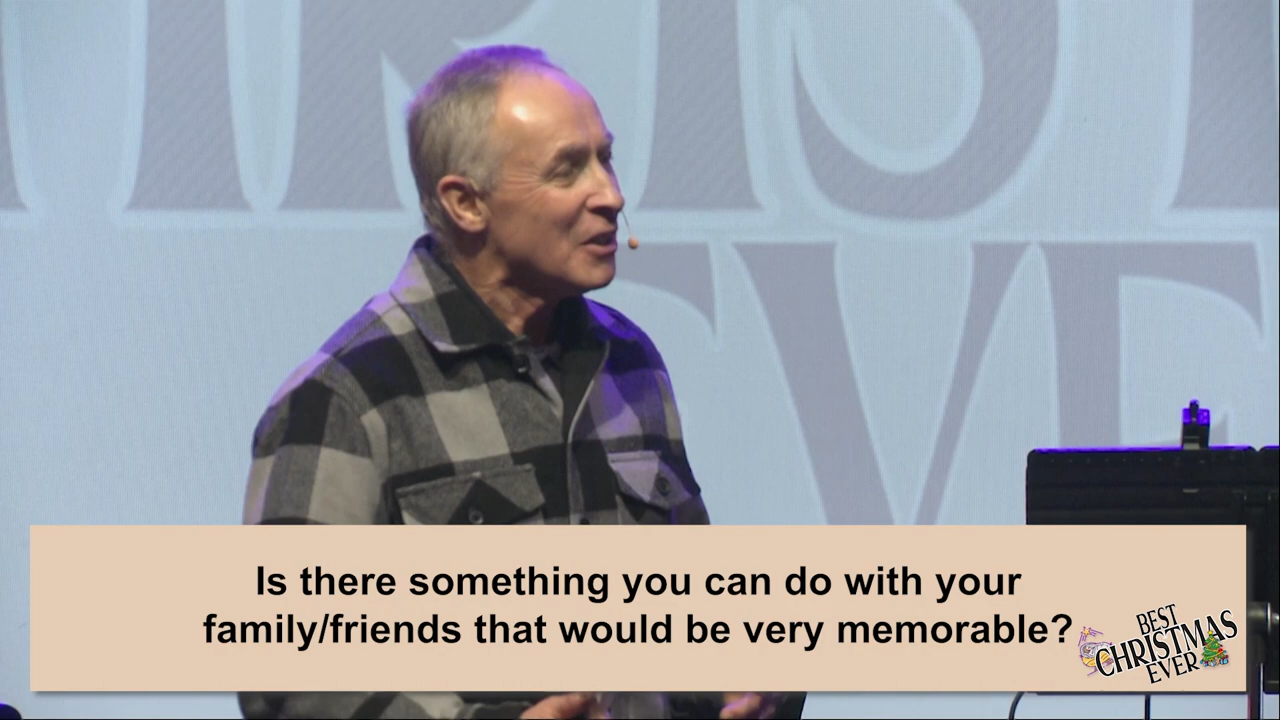 Is there something you can do with your
family/friends that would be very memorable?
BEST
CHRISTMAS
EVER